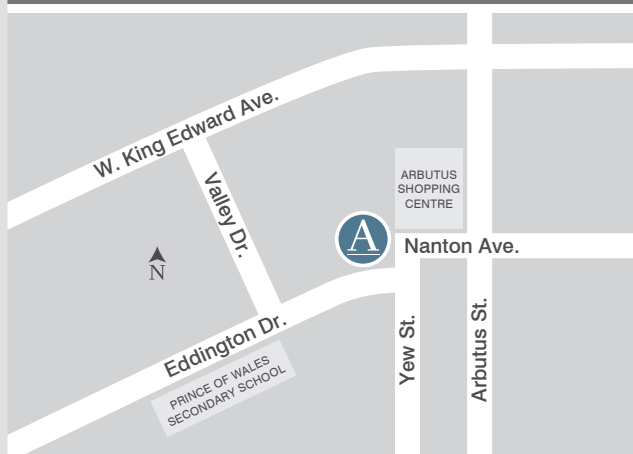 W. King Edward Ave.
Valley Dr.
ARBUTUS
SHOPPING
CENTRE
A
Nanton Ave.
N
Eddington Dr.
PRINCE OF WALES
SECONDARY SCHOOL
Yew St.
Arbutus St.